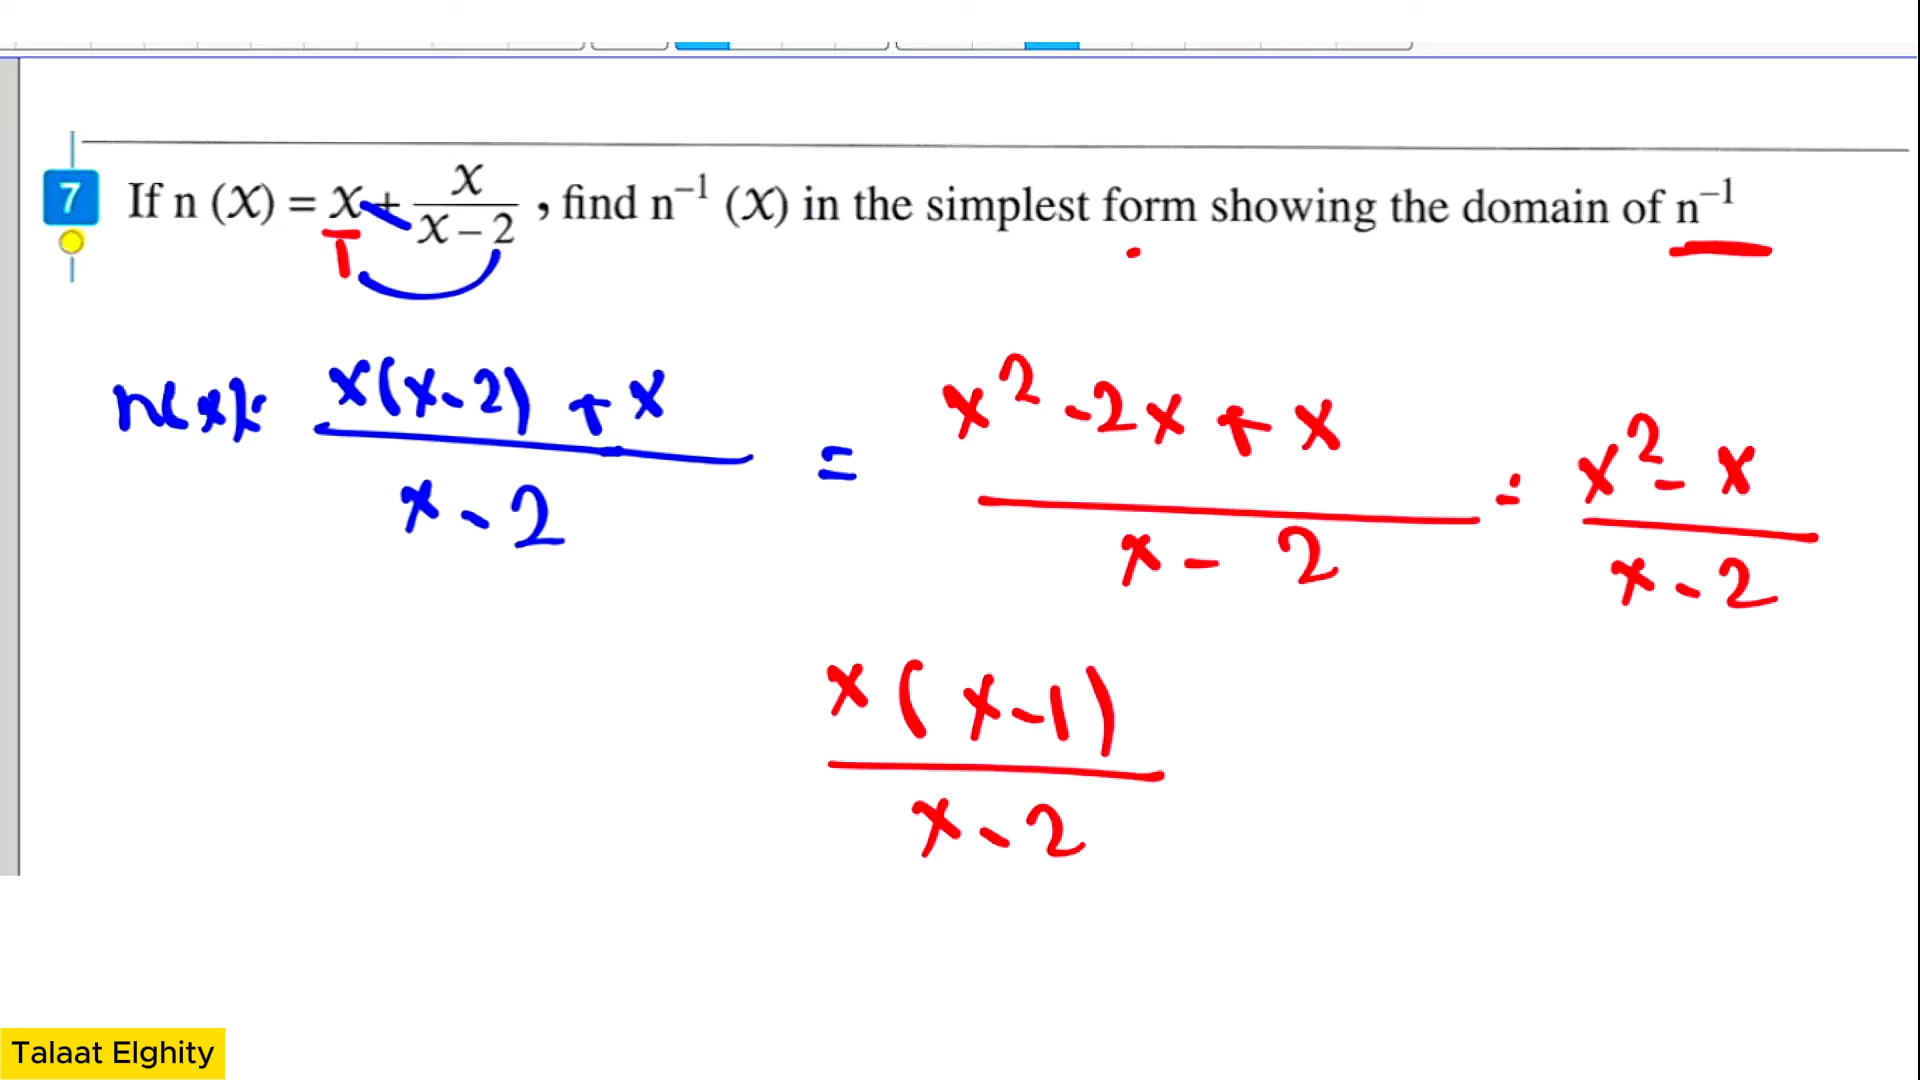 7 If n (X) = X + X / X – 2 , find n⁻¹ (X) in the simplest form showing the domain of n⁻¹
1
n(x)= x(x-2) + x / x - 2 = x² - 2x + x / x - 2 = x² - x / x - 2
x(x-1) / x - 2
Talaat Elghity